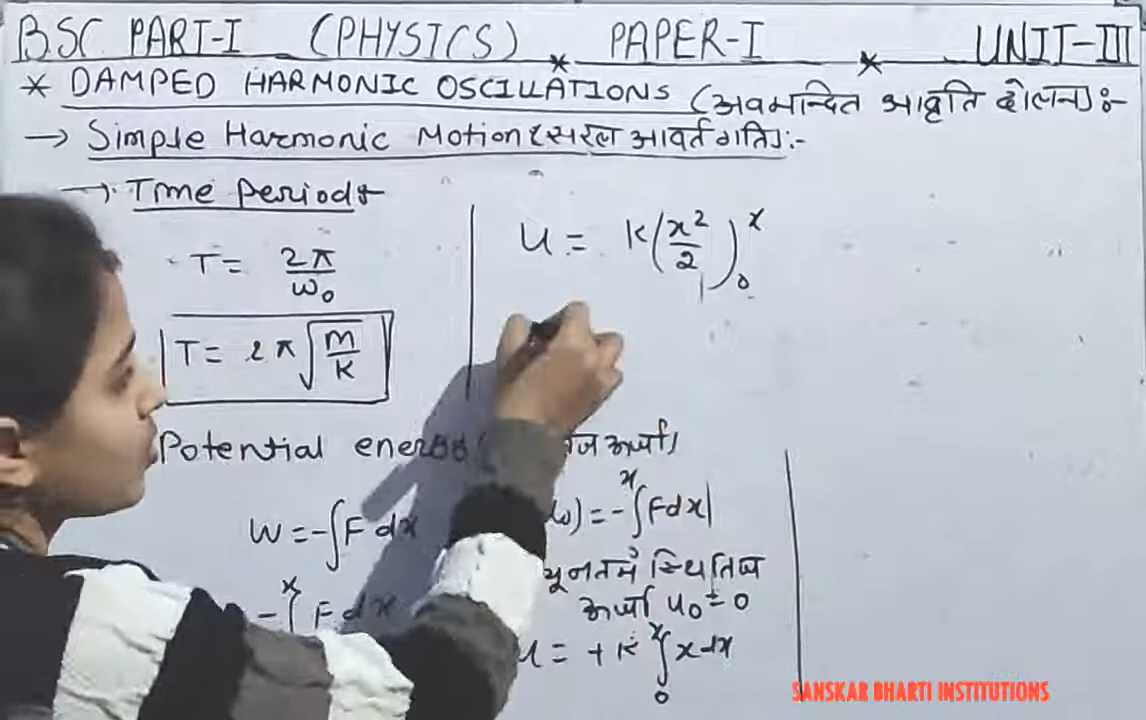 BSC PART-I (PHYSICS) * PAPER-I * UNIT-III
* DAMPED HARMONIC OSCILLATIONS (अवमन्दित आवृति दोलन):-
→ Simple Harmonic Motion (सरल आवर्त गति):-
→ Time Period:-
T = 2π/ω₀
T = 2π√(m/K)
U = K(x²/2)₀ˣ
Potential energy ( ऊर्जा)
W = -∫F dx
-∫ˣ F dx
) = -∫ˣ Fdx
स्थितिज
ऊर्जा U₀ = 0
U = +K ∫₀ˣ x dx
SANSKAR BHARTI INSTITUTIONS